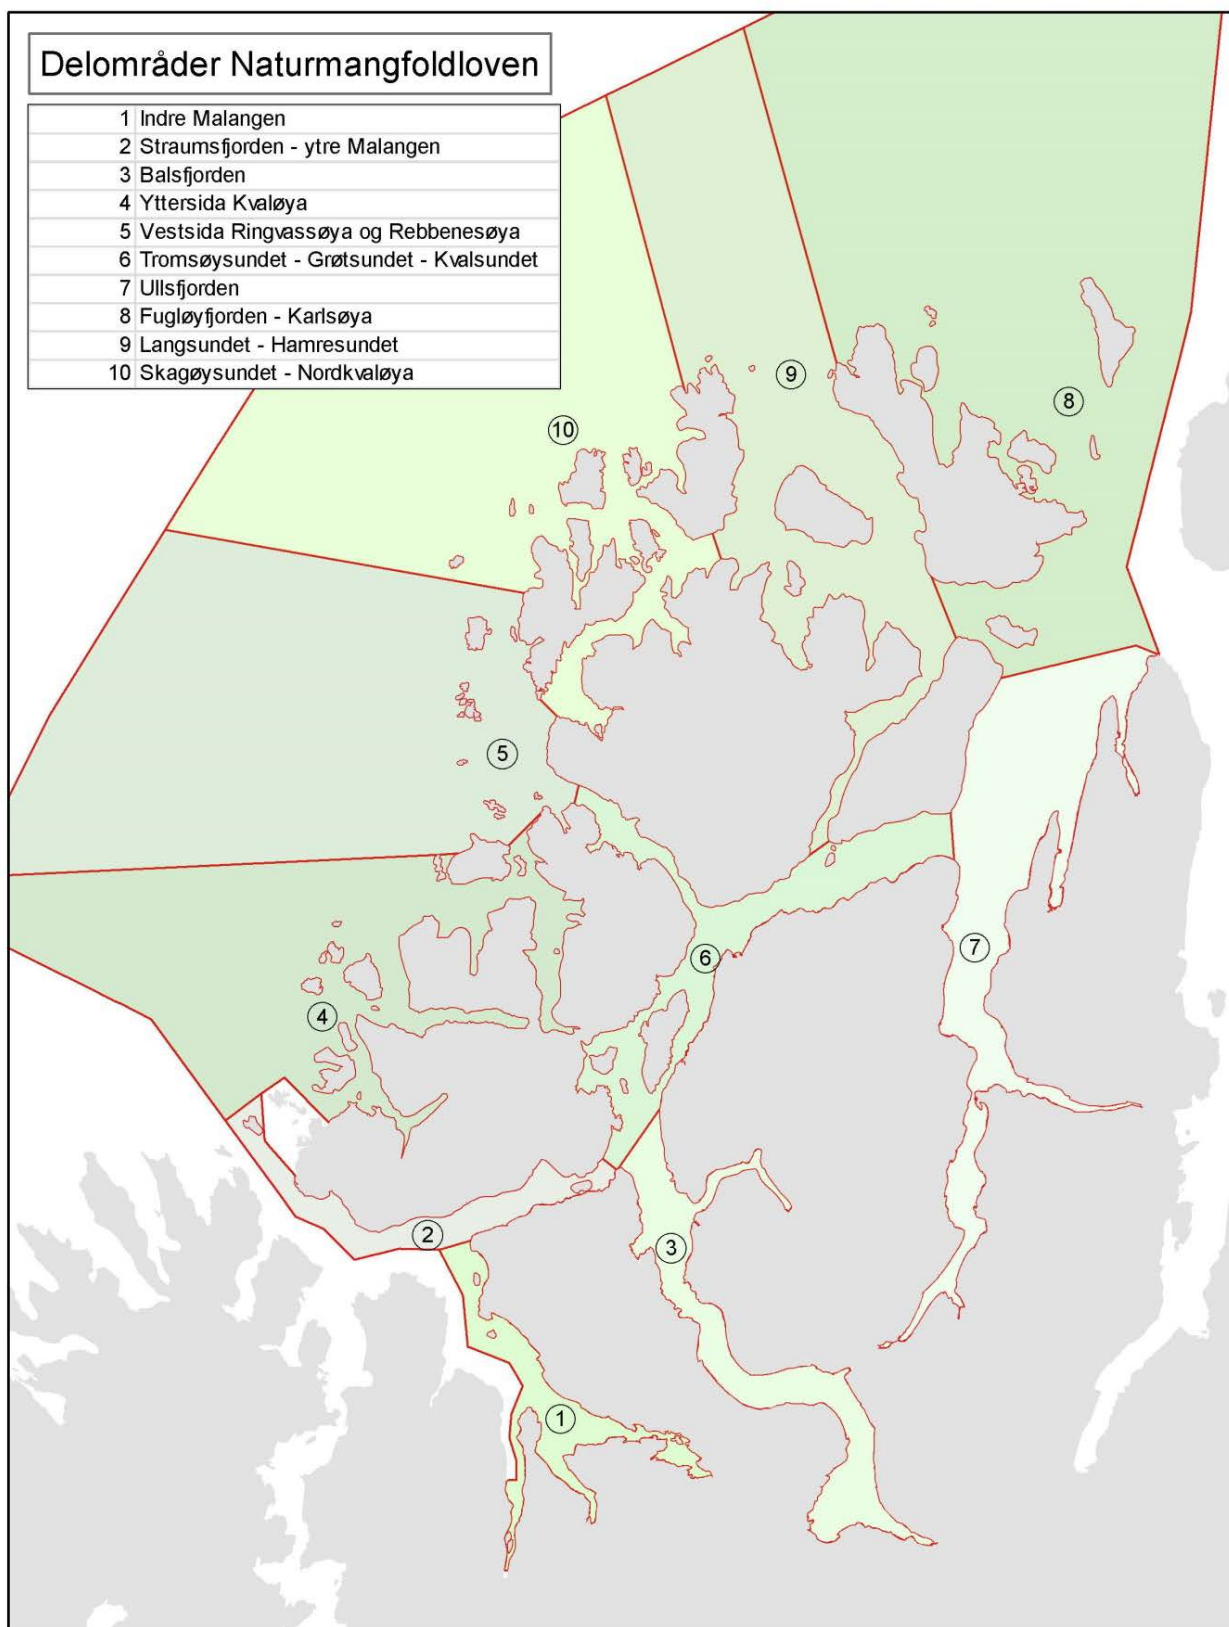 Delområder Naturmangfoldloven
1 Indre Malangen
2 Straumsfjorden - ytre Malangen
3 Balsfjorden
4 Yttersida Kvaløya
5 Vestsida Ringvassøya og Rebbenesøya
6 Tromsøysundet - Grøtsundet - Kvalsundet
7 Ullsfjorden
8 Fugløyfjorden - Karlsøya
9 Langsundet - Hamresundet
10 Skagøysundet - Nordkvaløya
9
8
10
5
7
6
4
2
3
1